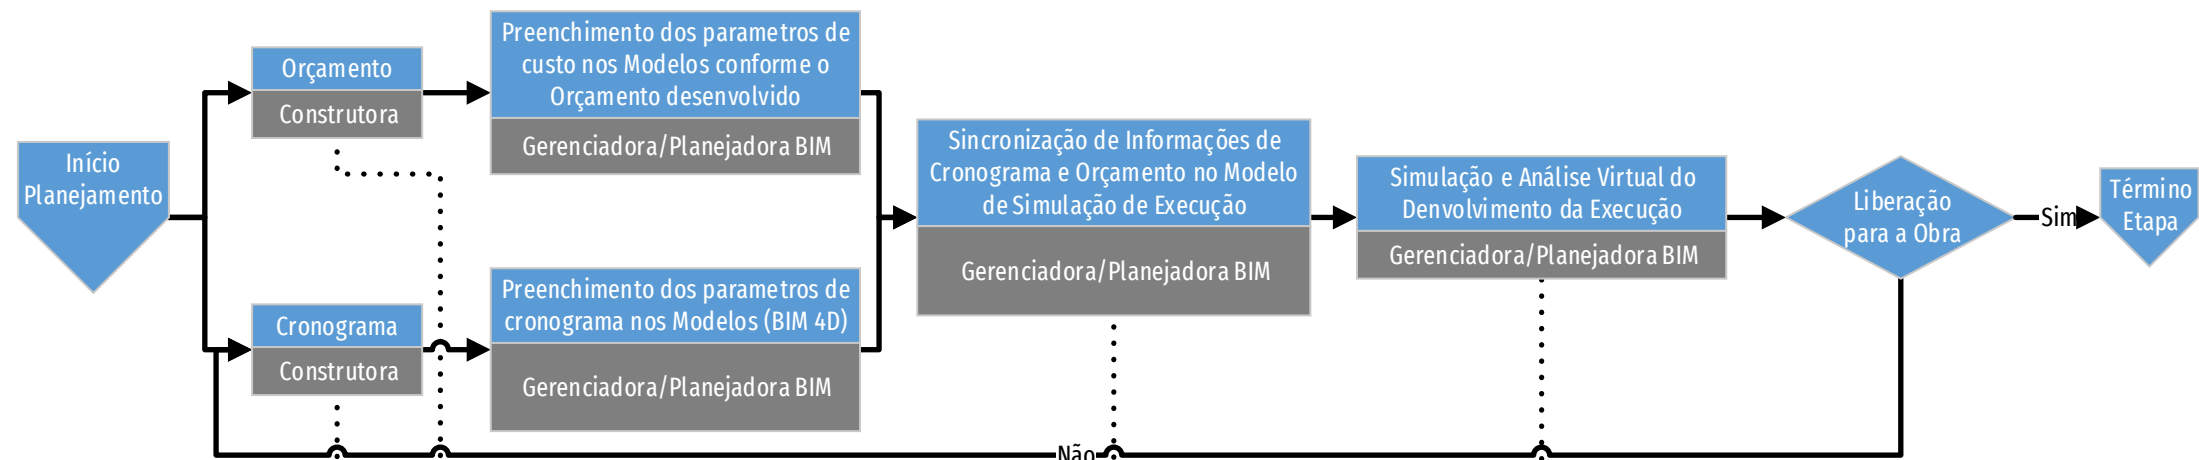 Início
Planejamento
Orçamento
Construtora
Preenchimento dos parametros de
custo nos Modelos conforme o
Orçamento desenvolvido
Gerenciadora/Planejadora BIM
Cronograma
Construtora
Preenchimento dos parametros de
cronograma nos Modelos (BIM 4D)
Gerenciadora/Planejadora BIM
Sincronização de Informações de
Cronograma e Orçamento no Modelo
de Simulação de Execução
Gerenciadora/Planejadora BIM
Simulação e Análise Virtual do
Denvolvimento da Execução
Gerenciadora/Planejadora BIM
Liberação
para a Obra
Sim
Término
Etapa
Não